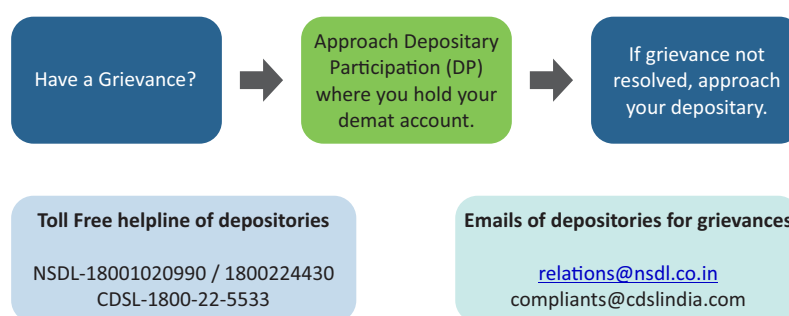 Have a Grievance?
Approach Depositary
Participation (DP)
where you hold your
demat account.
If grievance not
resolved, approach
your depositary.
Toll Free helpline of depositories
NSDL-18001020990 / 1800224430
CDSL-1800-22-5533
Emails of depositories for grievances
relations@nsdl.co.in
compliants@cdslindia.com